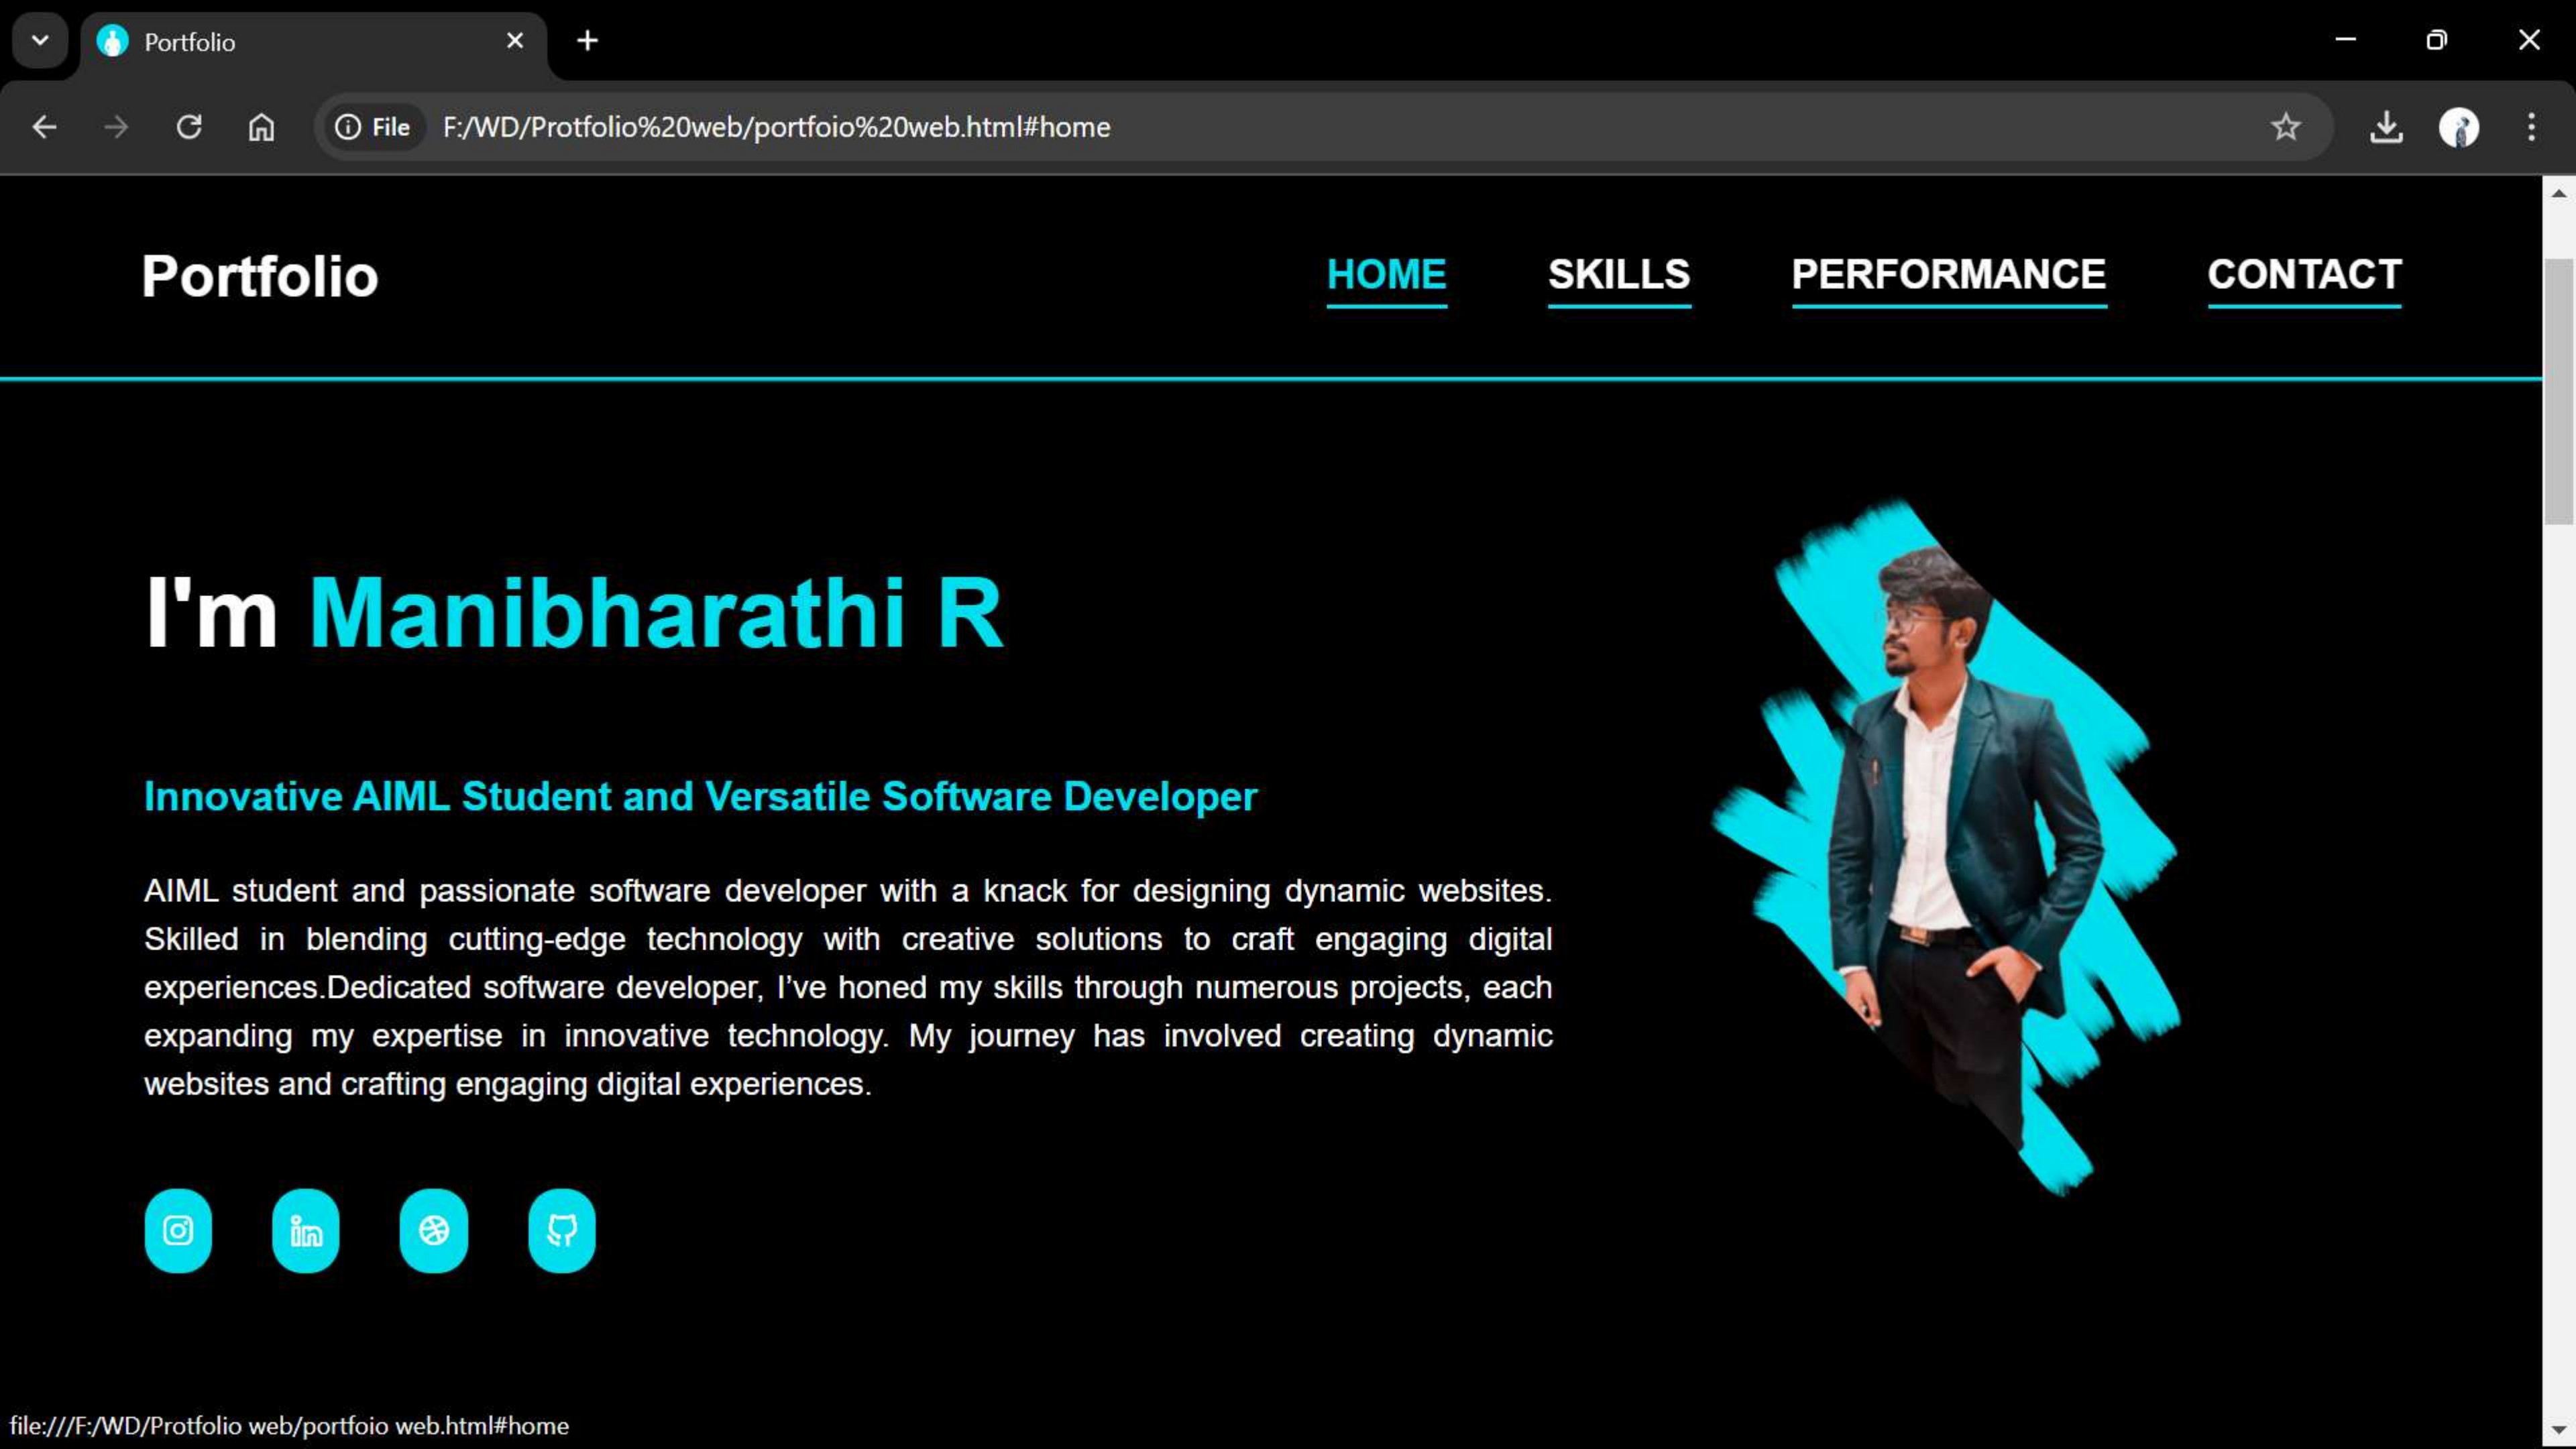 Portfolio
File F:/WD/Protfolio%20web/portfoio%20web.html#home
Portfolio HOME SKILLS PERFORMANCE CONTACT
I'm Manibharathi R
Innovative AIML Student and Versatile Software Developer
AIML student and passionate software developer with a knack for designing dynamic websites.
Skilled in blending cutting-edge technology with creative solutions to craft engaging digital
experiences.Dedicated software developer, I’ve honed my skills through numerous projects, each
expanding my expertise in innovative technology. My journey has involved creating dynamic
websites and crafting engaging digital experiences.
in
file:///F:/WD/Protfolio web/portfoio web.html#home